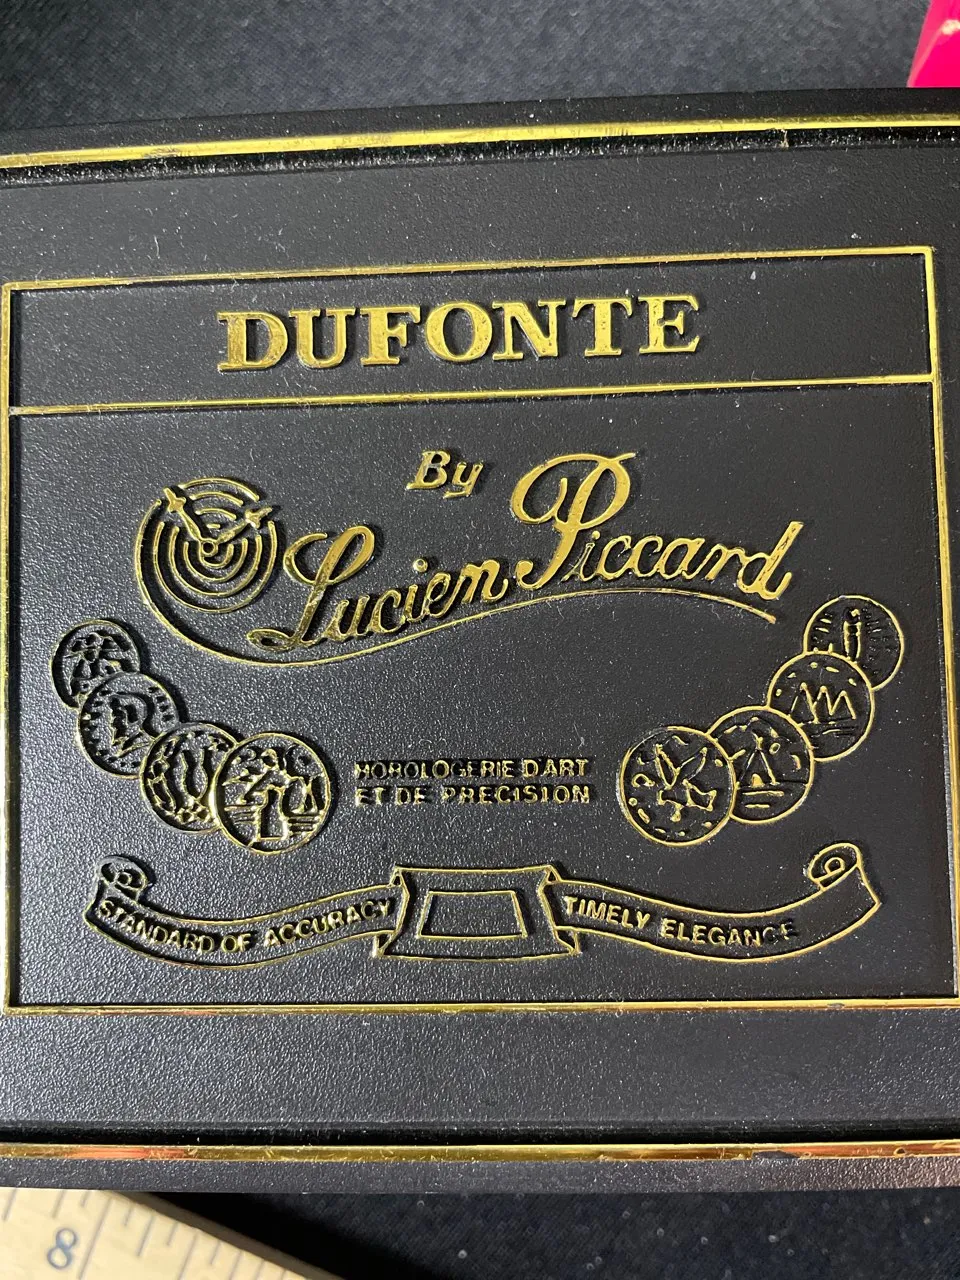 DUFONTE
By
Lucien Piccard
HOROLOGERIE D'ART
ET DE PRECISION
STANDARD OF ACCURACY
TIMELY ELEGANCE
8